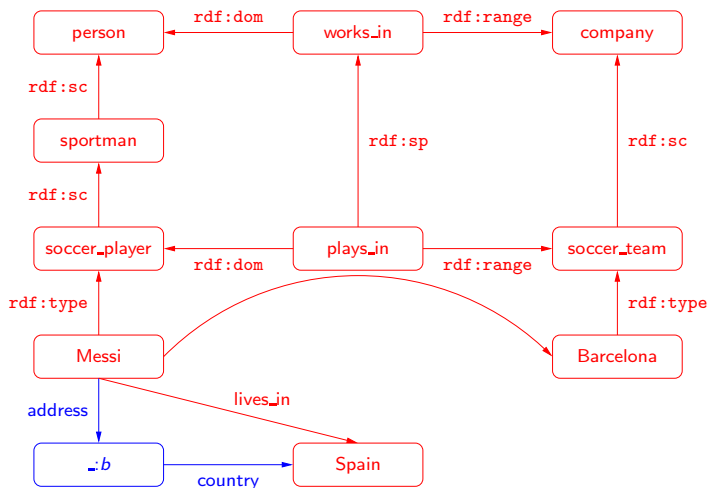 person
rdf:dom
works_in
rdf:range
company
rdf:sc
sportman
rdf:sp
rdf:sc
rdf:sc
soccer_player
rdf:dom
plays_in
rdf:range
soccer_team
rdf:type
rdf:type
Messi
Barcelona
address
lives_in
_:b
country
Spain